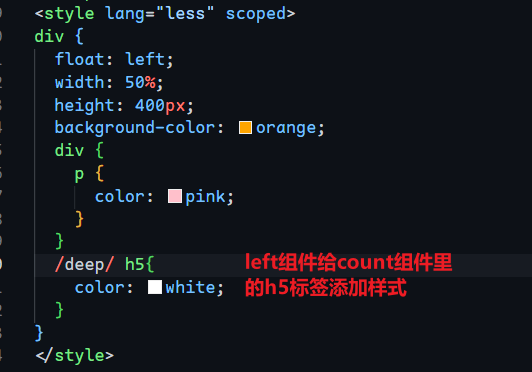 <style lang="less" scoped>
div {
float: left;
width: 50%;
height: 400px;
background-color: orange;
div {
p {
color: pink;
}
}
/deep/ h5{
color: white;
}
}
</style>
left组件给count组件里
的h5标签添加样式